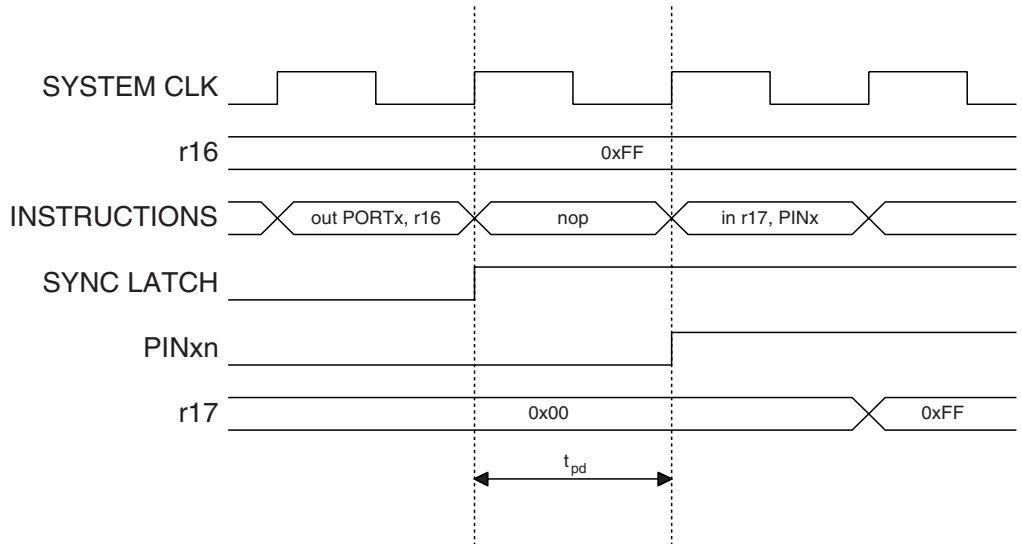 SYSTEM CLK
r16
0xFF
INSTRUCTIONS
out PORTx, r16
nop
in r17, PINx
SYNC LATCH
PINxn
r17
0x00
0xFF
tpd